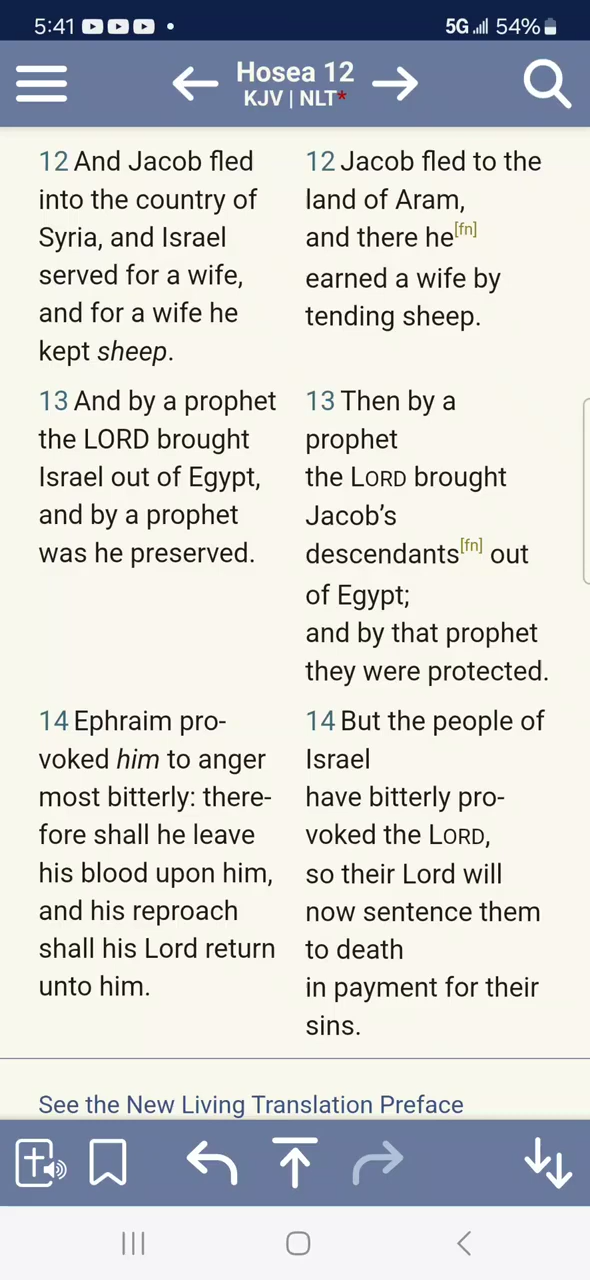 5:41
5G 54%
Hosea 12
KJV | NLT*
12 And Jacob fled
into the country of
Syria, and Israel
served for a wife,
and for a wife he
kept sheep.
12 Jacob fled to the
land of Aram,
and there he[fn]
earned a wife by
tending sheep.
13 And by a prophet
the LORD brought
Israel out of Egypt,
and by a prophet
was he preserved.
13 Then by a
prophet
the LORD brought
Jacob’s
descendants[fn] out
of Egypt;
and by that prophet
they were protected.
14 Ephraim pro-
voked him to anger
most bitterly: there-
fore shall he leave
his blood upon him,
and his reproach
shall his Lord return
unto him.
14 But the people of
Israel
have bitterly pro-
voked the LORD,
so their Lord will
now sentence them
to death
in payment for their
sins.
See the New Living Translation Preface